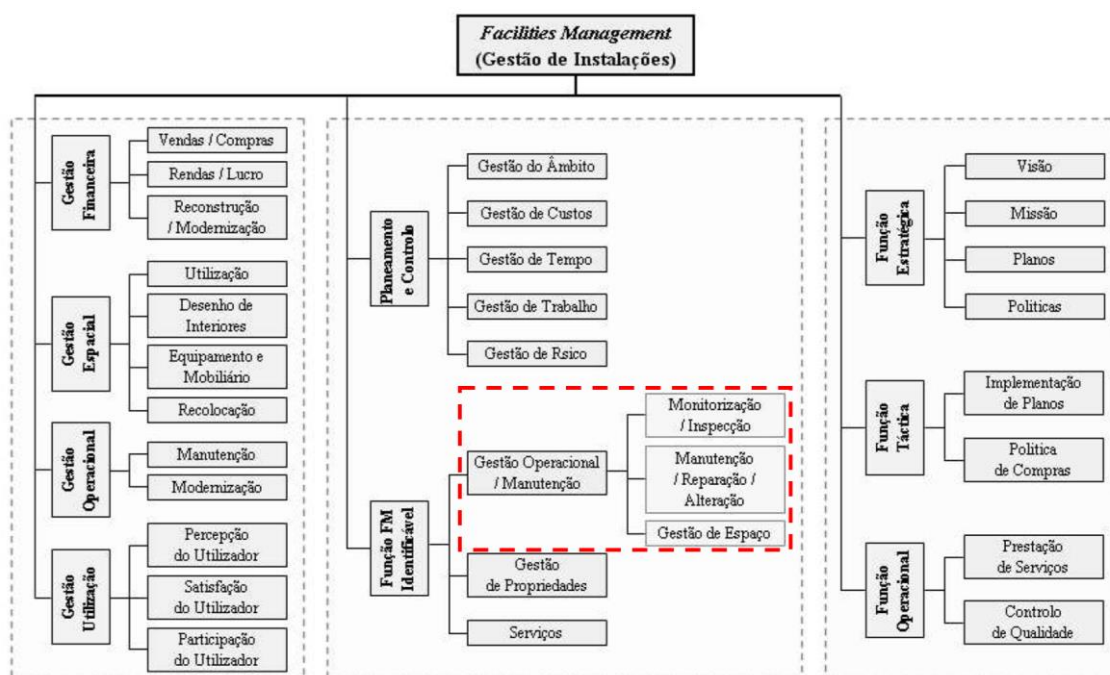 Facilities Management
(Gestão de Instalações)
Gestão
Financeira
Vendas / Compras
Rendas / Lucro
Reconstrução
/ Modernização
Gestão
Espacial
Utilização
Desenho de
Interiores
Equipamento e
Mobiliário
Recolocação
Gestão
Operacional
Manutenção
Modernização
Gestão
Utilização
Percepção
do Utilizador
Satisfação
do Utilizador
Participação
do Utilizador
Planeamento
e Controlo
Gestão do Âmbito
Gestão de Custos
Gestão de Tempo
Gestão de Trabalho
Gestão de Rsico
Função FM
Identificável
Gestão Operacional
/ Manutenção
Monitorização
/ Inspecção
Manutenção
/ Reparação /
Alteração
Gestão de Espaço
Gestão
de Propriedades
Serviços
Função
Estratégica
Visão
Missão
Planos
Politicas
Função
Táctica
Implementação
de Planos
Politica
de Compras
Função
Operacional
Prestação
de Serviços
Controlo
de Qualidade